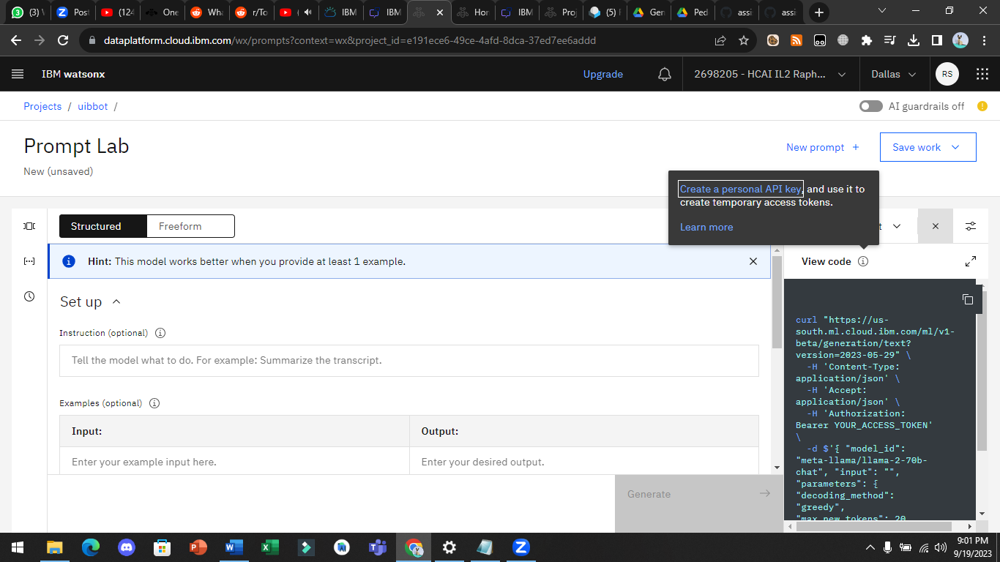 3
(3) \
Post
(124
One
Wha
r/To
(
IBM
IBM
Hor
IBM
Proj
(5)
Gen
Ped
assi
assi
dataplatform.cloud.ibm.com/wx/prompts?context=wx&project_id=e191ece6-49ce-4afd-8dca-37ed7ee6addd
IBM watsonx
Upgrade
2698205 - HCAI IL2 Raph...
Dallas
RS
Projects / uibbot /
AI guardrails off
Prompt Lab
New (unsaved)
New prompt +
Save work
Create a personal API key, and use it to
create temporary access tokens.
Learn more
Structured
Freeform
t
Hint: This model works better when you provide at least 1 example.
View code
Set up
Instruction (optional)
Tell the model what to do. For example: Summarize the transcript.
Examples (optional)
Input:
Output:
Enter your example input here.
Enter your desired output.
Generate
curl "https://us-
south.ml.cloud.ibm.com/ml/v1-
beta/generation/text?
version=2023-05-29" \
-H 'Content-Type:
application/json' \
-H 'Accept:
application/json' \
-H 'Authorization:
Bearer YOUR_ACCESS_TOKEN'
\
-d $'{ "model_id":
"meta-llama/llama-2-70b-
chat", "input": "",
"parameters": {
"decoding_method":
"greedy",
"max_new_tokens": 20,
9:01 PM
9/19/2023